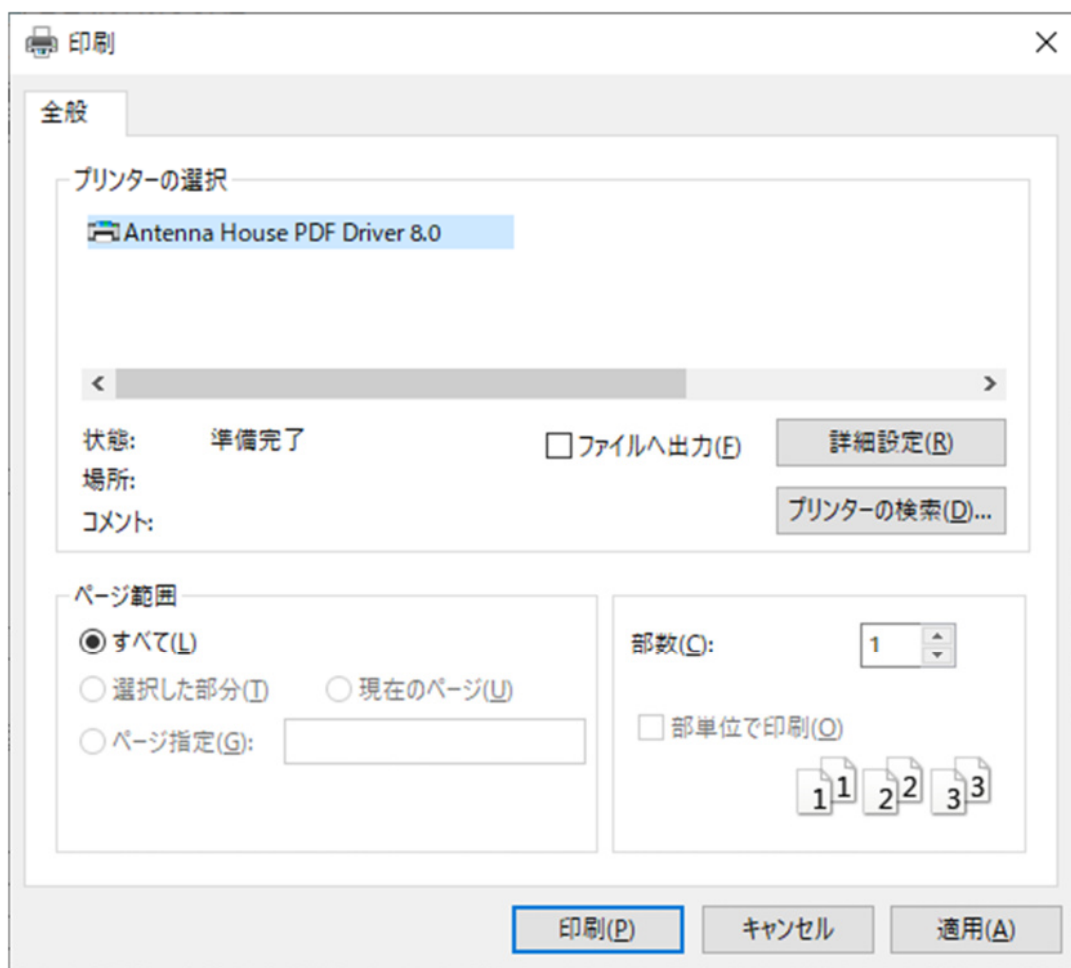 印刷
全般
プリンターの選択
Antenna House PDF Driver 8.0
状態: 準備完了
ファイルへ出力(F)
詳細設定(R)
場所:
プリンターの検索(D)...
コメント:
ページ範囲
すべて(L)
選択した部分(T) 現在のページ(U)
ページ指定(G):
部数(C): 1
部単位で印刷(O)
1 1 2 2 3 3
印刷(P) キャンセル 適用(A)